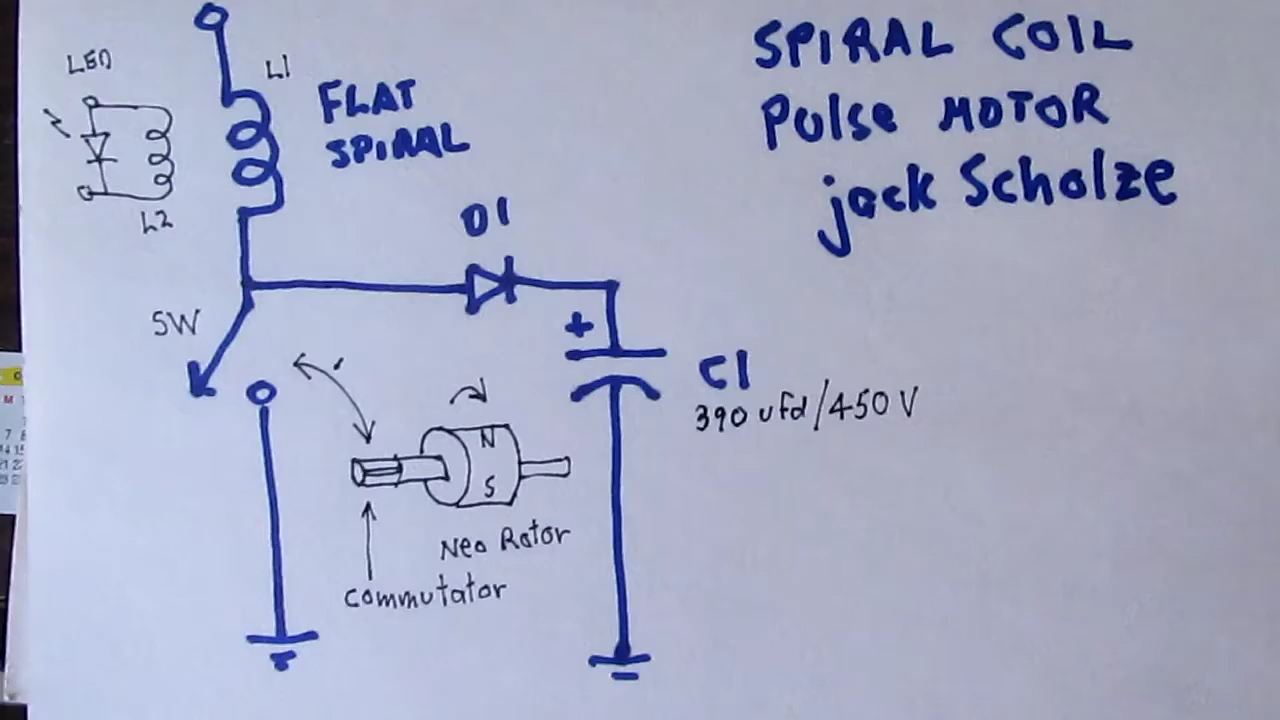 SPIRAL COIL
Pulse MOTOR
jack Scholze
LED
L1
FLAT
SPIRAL
L2
D1
SW
+
C1
390 ufd/450 V
N
S
Neo Rotor
commutator
M
7